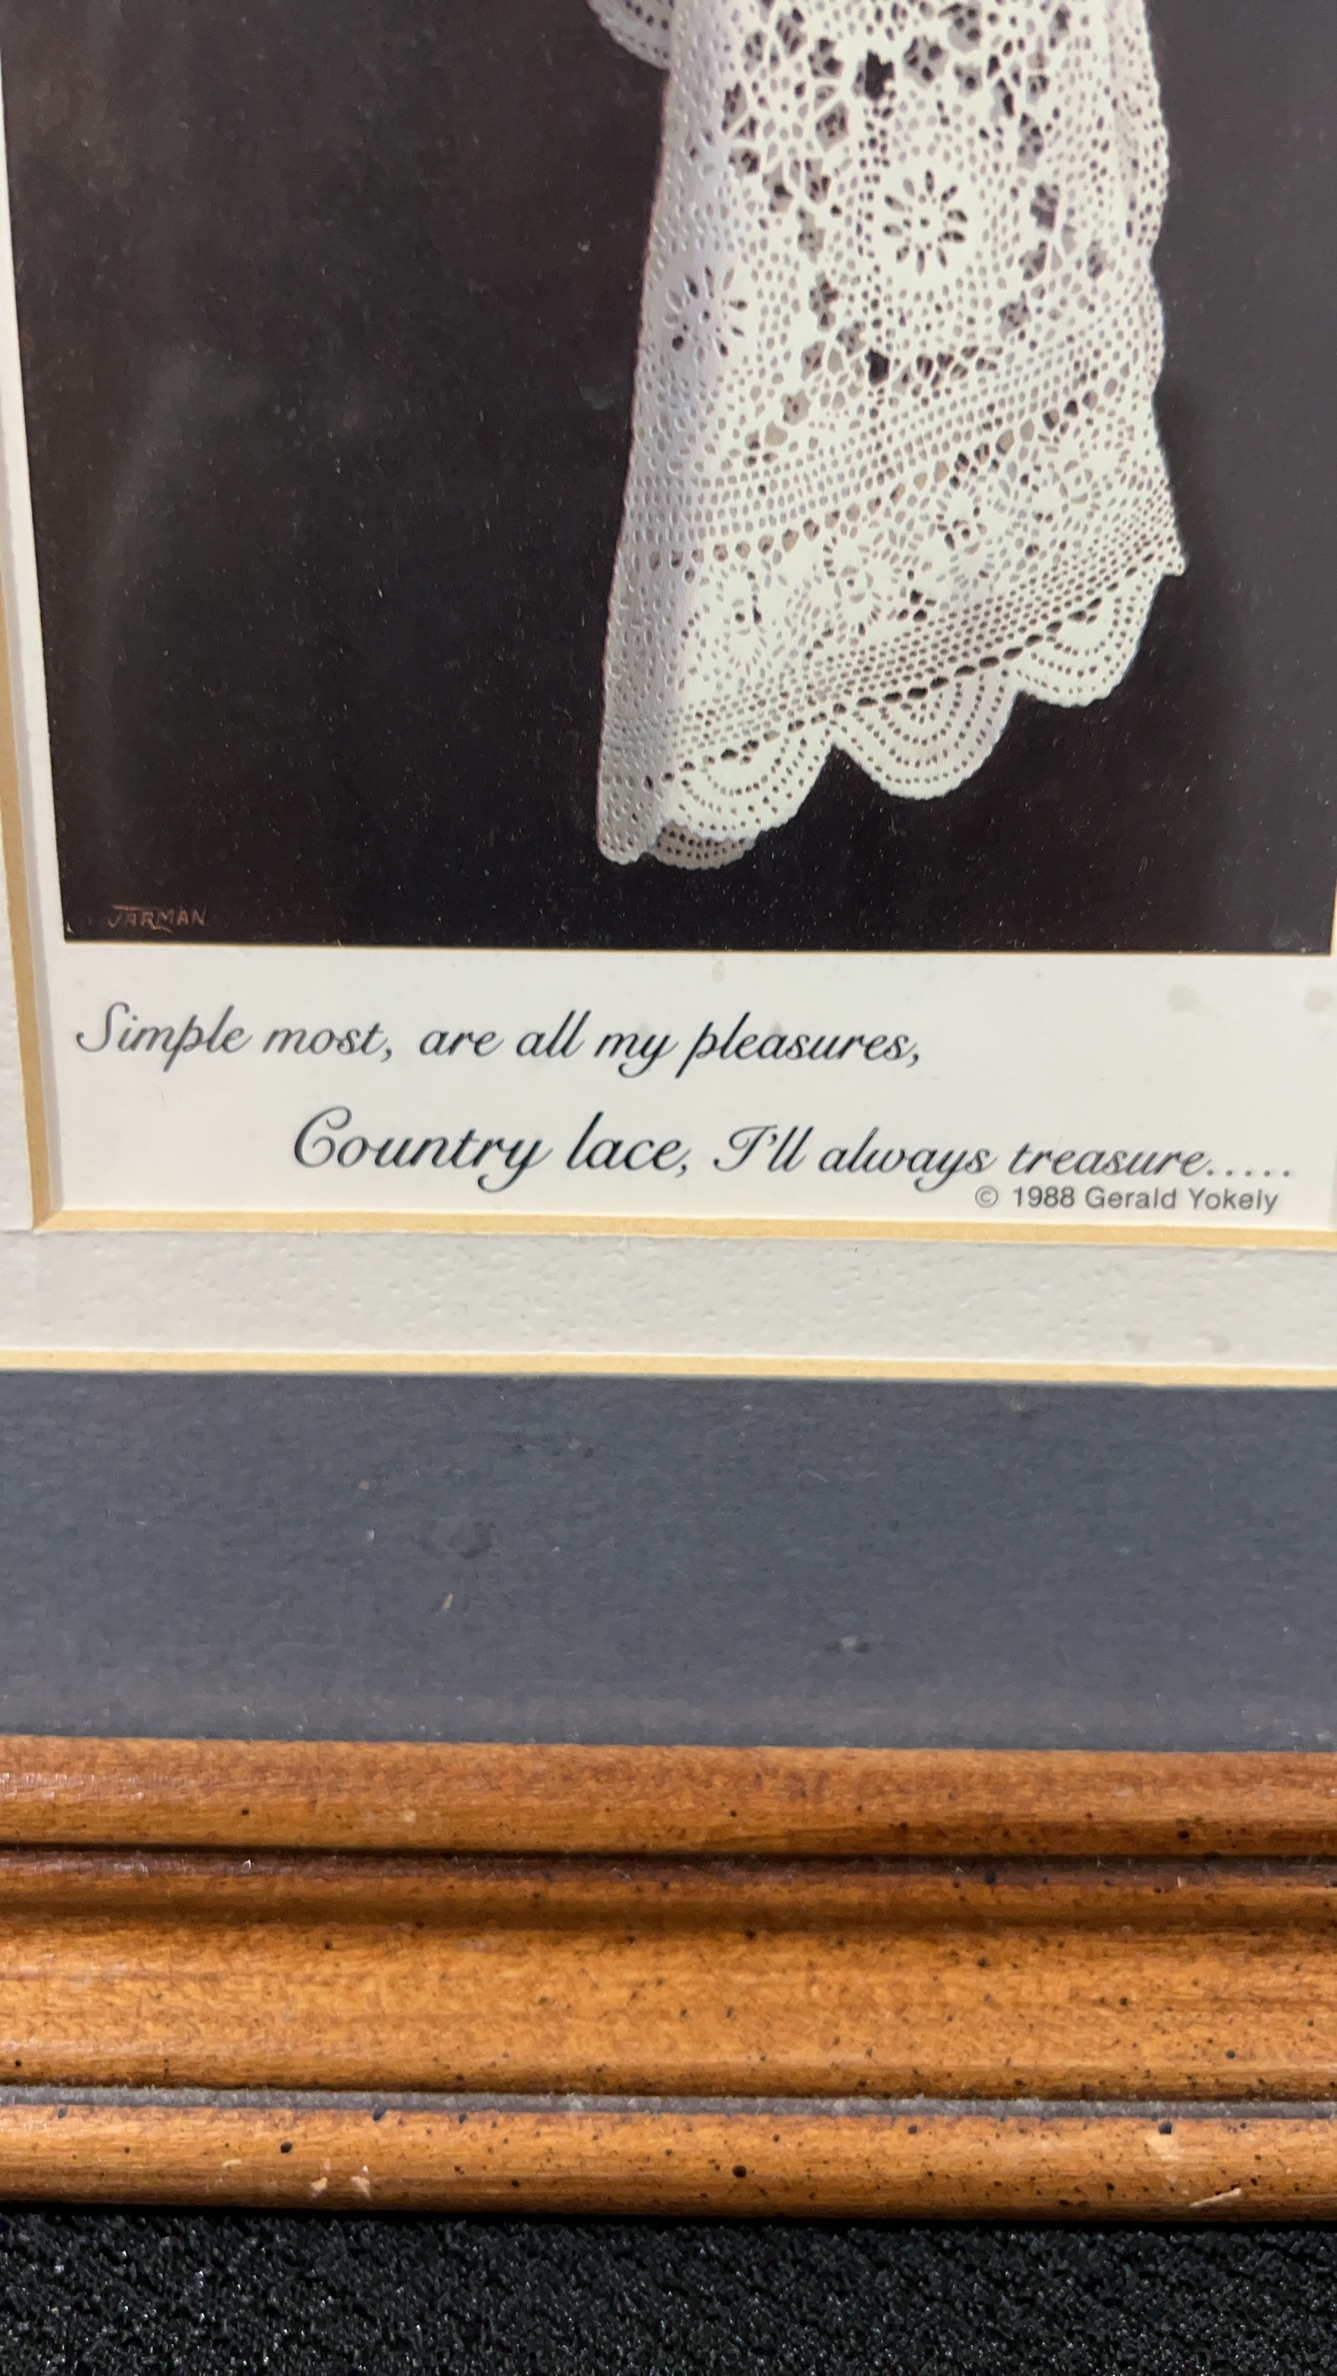 JARMAN
Simple most, are all my pleasures,
Country lace, I'll always treasure.....
© 1988 Gerald Yokely